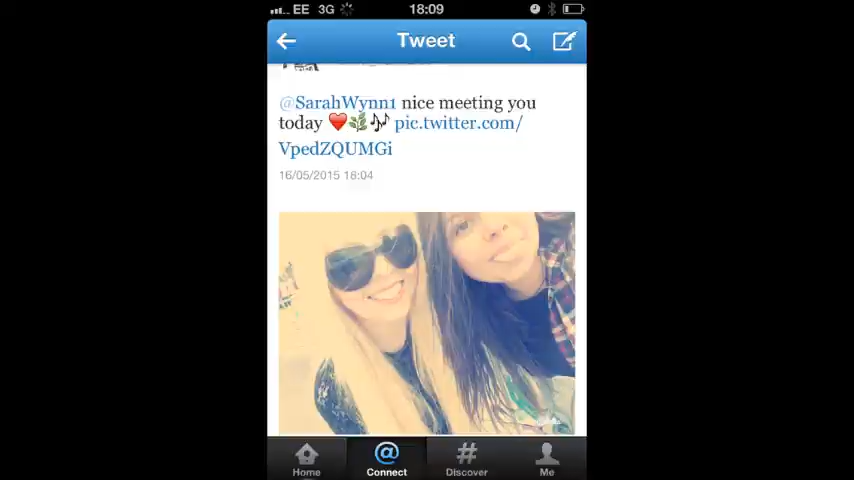 EE 3G 18:09
Tweet
@SarahWynn1 nice meeting you
today ❤️🌿🎶 pic.twitter.com/
VpedZQUMGi
16/05/2015 18:04
Home Connect Discover Me